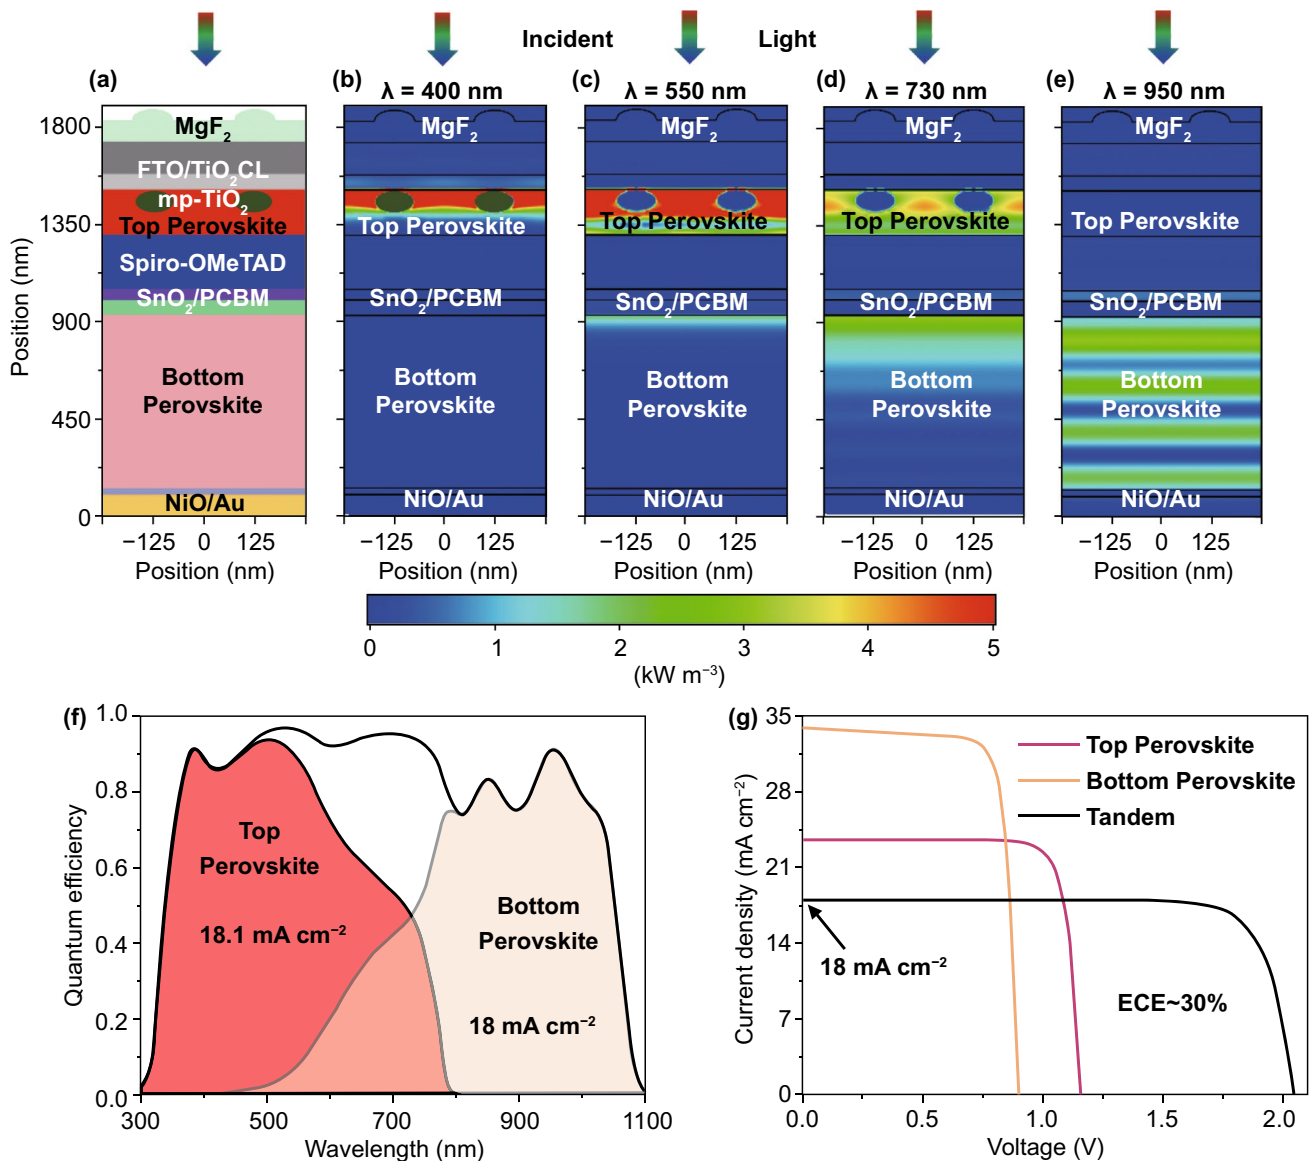 Incident Light
(a)
(b)
(c)
(d)
(e)
λ = 400 nm
λ = 550 nm
λ = 730 nm
λ = 950 nm
Position (nm)
1800
1350
900
450
0
MgF₂
FTO/TiO₂CL
mp-TiO₂
Top Perovskite
Spiro-OMeTAD
SnO₂/PCBM
Bottom
Perovskite
NiO/Au
−125 0 125
Position (nm)
MgF₂
Top Perovskite
SnO₂/PCBM
Bottom
Perovskite
NiO/Au
−125 0 125
Position (nm)
MgF₂
Top Perovskite
SnO₂/PCBM
Bottom
Perovskite
NiO/Au
−125 0 125
Position (nm)
MgF₂
Top Perovskite
SnO₂/PCBM
Bottom
Perovskite
NiO/Au
−125 0 125
Position (nm)
MgF₂
Top Perovskite
SnO₂/PCBM
Bottom
Perovskite
NiO/Au
−125 0 125
Position (nm)
0 1 2 3 4 5
(kW m⁻³)
(f)
Quantum efficiency
1.0
0.8
0.6
0.4
0.2
0.0
Top
Perovskite
18.1 mA cm⁻²
Bottom
Perovskite
18 mA cm⁻²
300 500 700 900 1100
Wavelength (nm)
(g)
Current density (mA cm⁻²)
35
28
21
14
7
0
Top Perovskite
Bottom Perovskite
Tandem
18 mA cm⁻²
ECE~30%
0.0 0.5 1.0 1.5 2.0
Voltage (V)